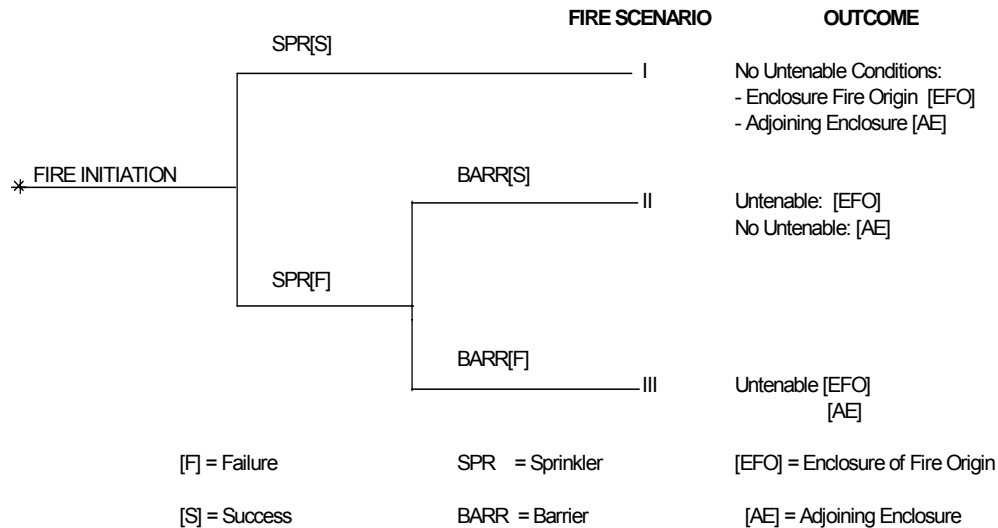 FIRE SCENARIO OUTCOME
SPR[S]
I No Untenable Conditions:
- Enclosure Fire Origin [EFO]
- Adjoining Enclosure [AE]
FIRE INITIATION
BARR[S]
II Untenable: [EFO]
No Untenable: [AE]
SPR[F]
BARR[F]
III Untenable [EFO]
[AE]
[F] = Failure SPR = Sprinkler [EFO] = Enclosure of Fire Origin
[S] = Success BARR = Barrier [AE] = Adjoining Enclosure